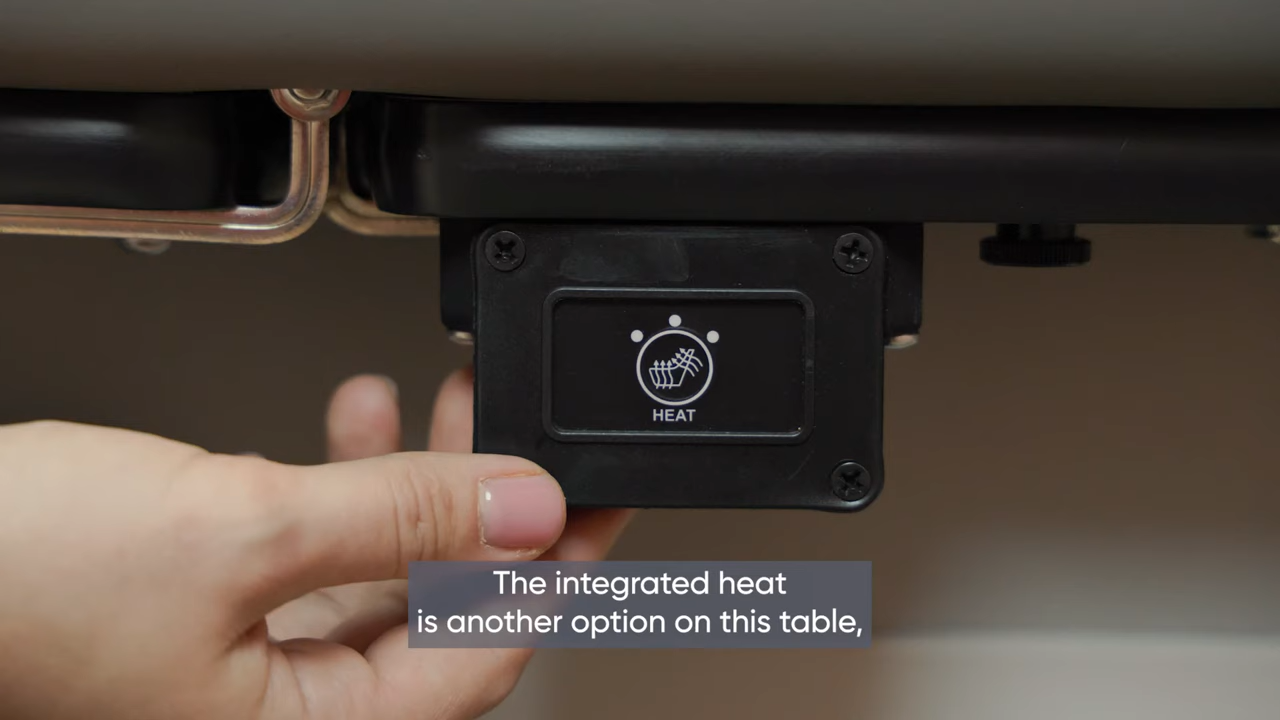 HEAT
The integrated heat
is another option on this table,